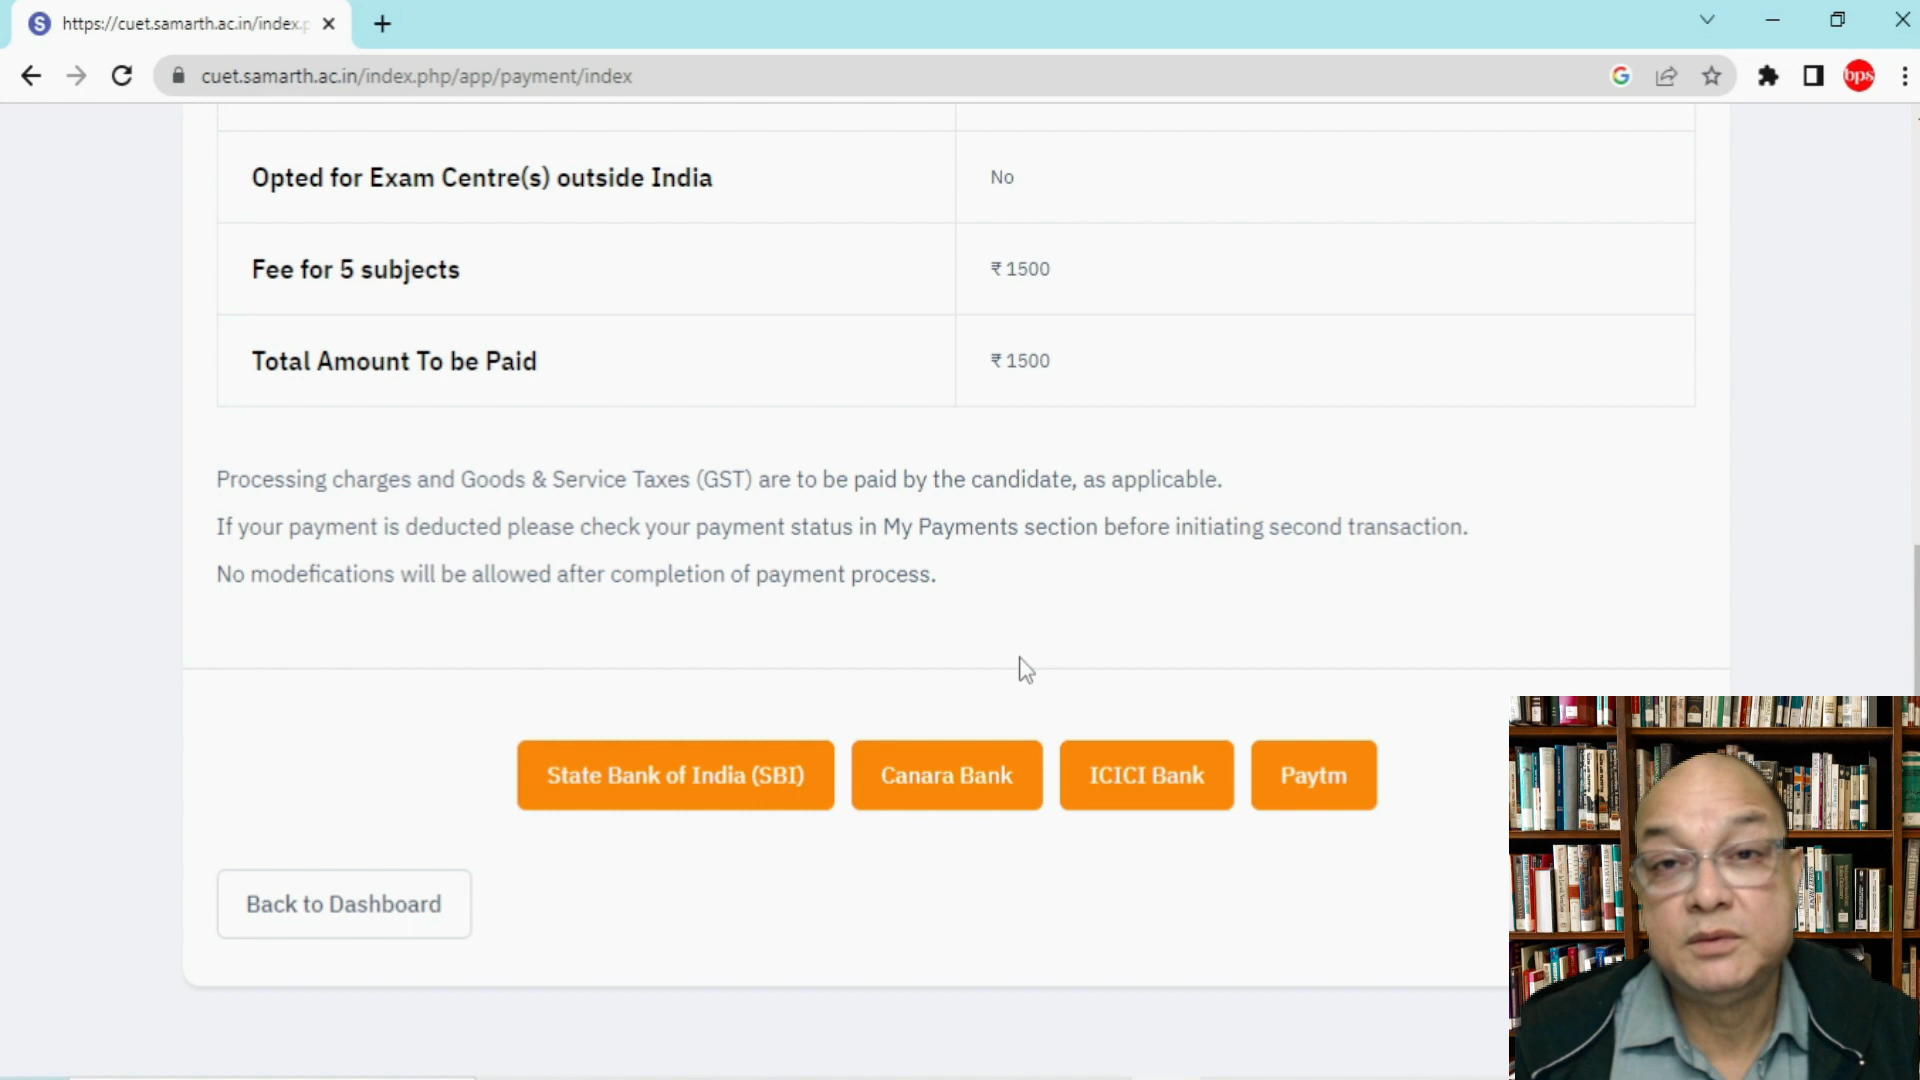 https://cuet.samarth.ac.in/index.p
cuet.samarth.ac.in/index.php/app/payment/index
bps
Opted for Exam Centre(s) outside India
No
Fee for 5 subjects
₹ 1500
Total Amount To be Paid
₹ 1500
Processing charges and Goods & Service Taxes (GST) are to be paid by the candidate, as applicable.
If your payment is deducted please check your payment status in My Payments section before initiating second transaction.
No modefications will be allowed after completion of payment process.
State Bank of India (SBI)
Canara Bank
ICICI Bank
Paytm
Back to Dashboard